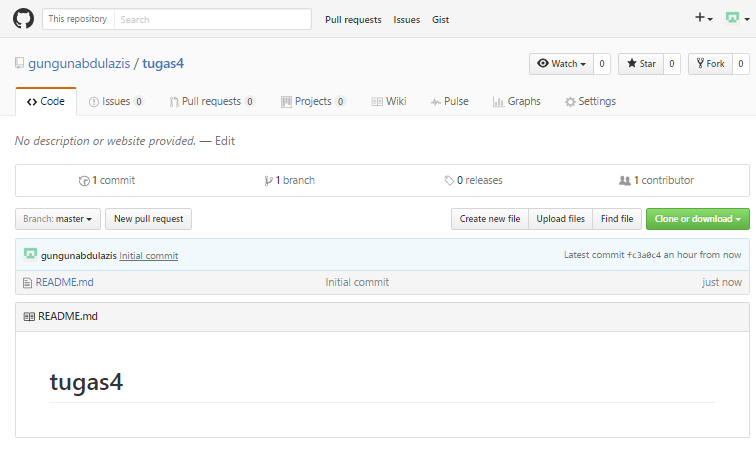 This repository Search Pull requests Issues Gist
gungunabdulazis / tugas4 Watch 0 Star 0 Fork 0
Code Issues 0 Pull requests 0 Projects 0 Wiki Pulse Graphs Settings
No description or website provided. — Edit
1 commit 1 branch 0 releases 1 contributor
Branch: master New pull request Create new file Upload files Find file Clone or download
gungunabdulazis Initial commit Latest commit fc3a0c4 an hour from now
README.md Initial commit just now
README.md
tugas4